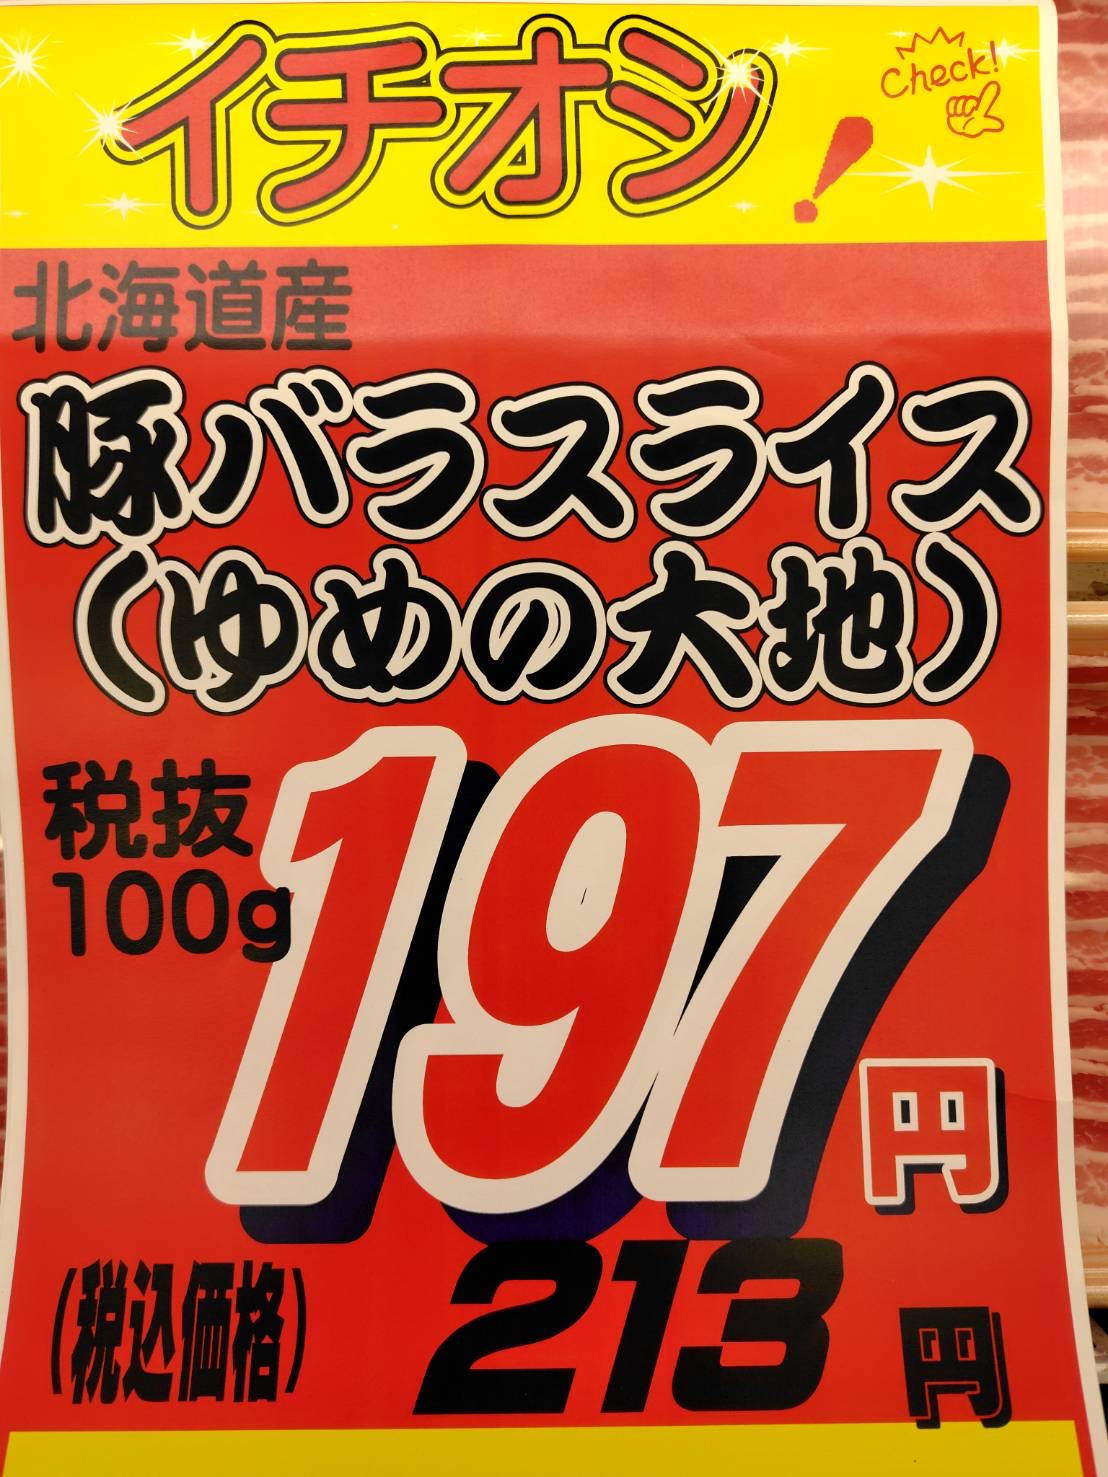 イチオシ!
Check!
北海道産
豚バラスライス
(ゆめの大地)
税抜
100g
197円
(税込価格) 213円